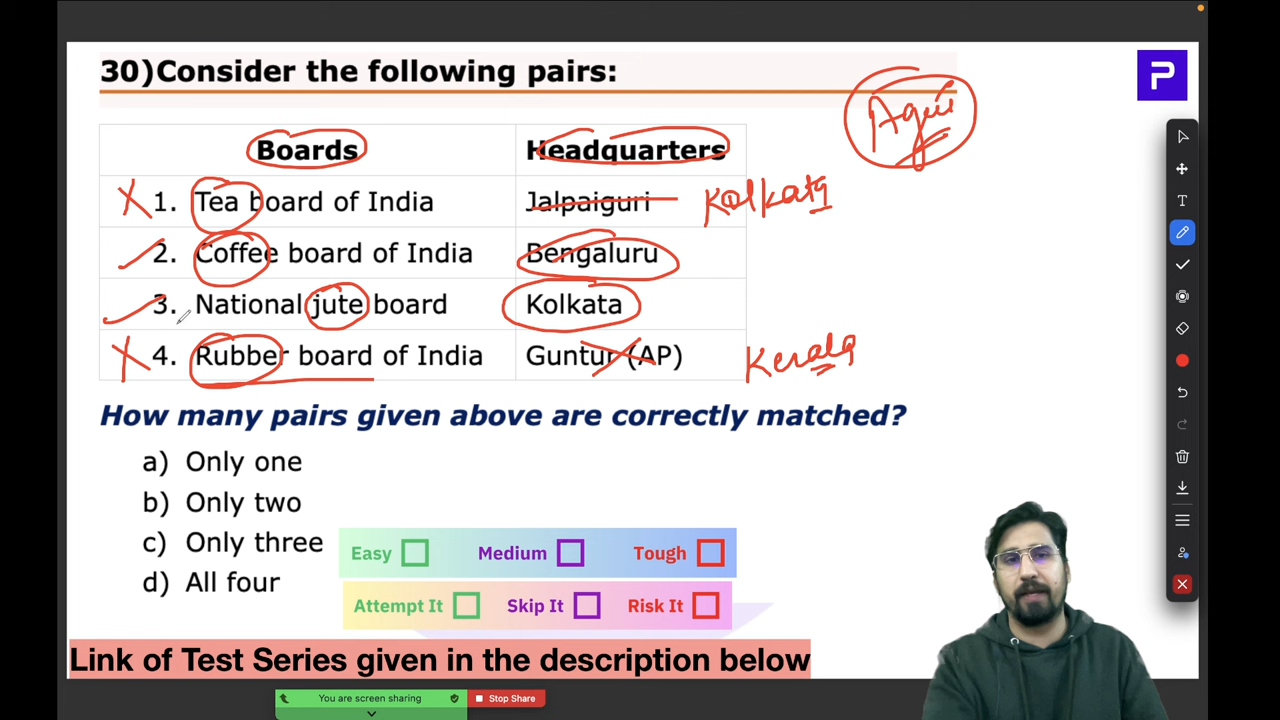 30)Consider the following pairs:
Agri
Boards Headquarters
1. Tea board of India Jalpaiguri Kolkata
2. Coffee board of India Bengaluru
3. National jute board Kolkata
4. Rubber board of India Guntur (AP) Kerala
How many pairs given above are correctly matched?
a) Only one
b) Only two
c) Only three
d) All four
Easy Medium Tough
Attempt It Skip It Risk It
Link of Test Series given in the description below
You are screen sharing Stop Share
P
T